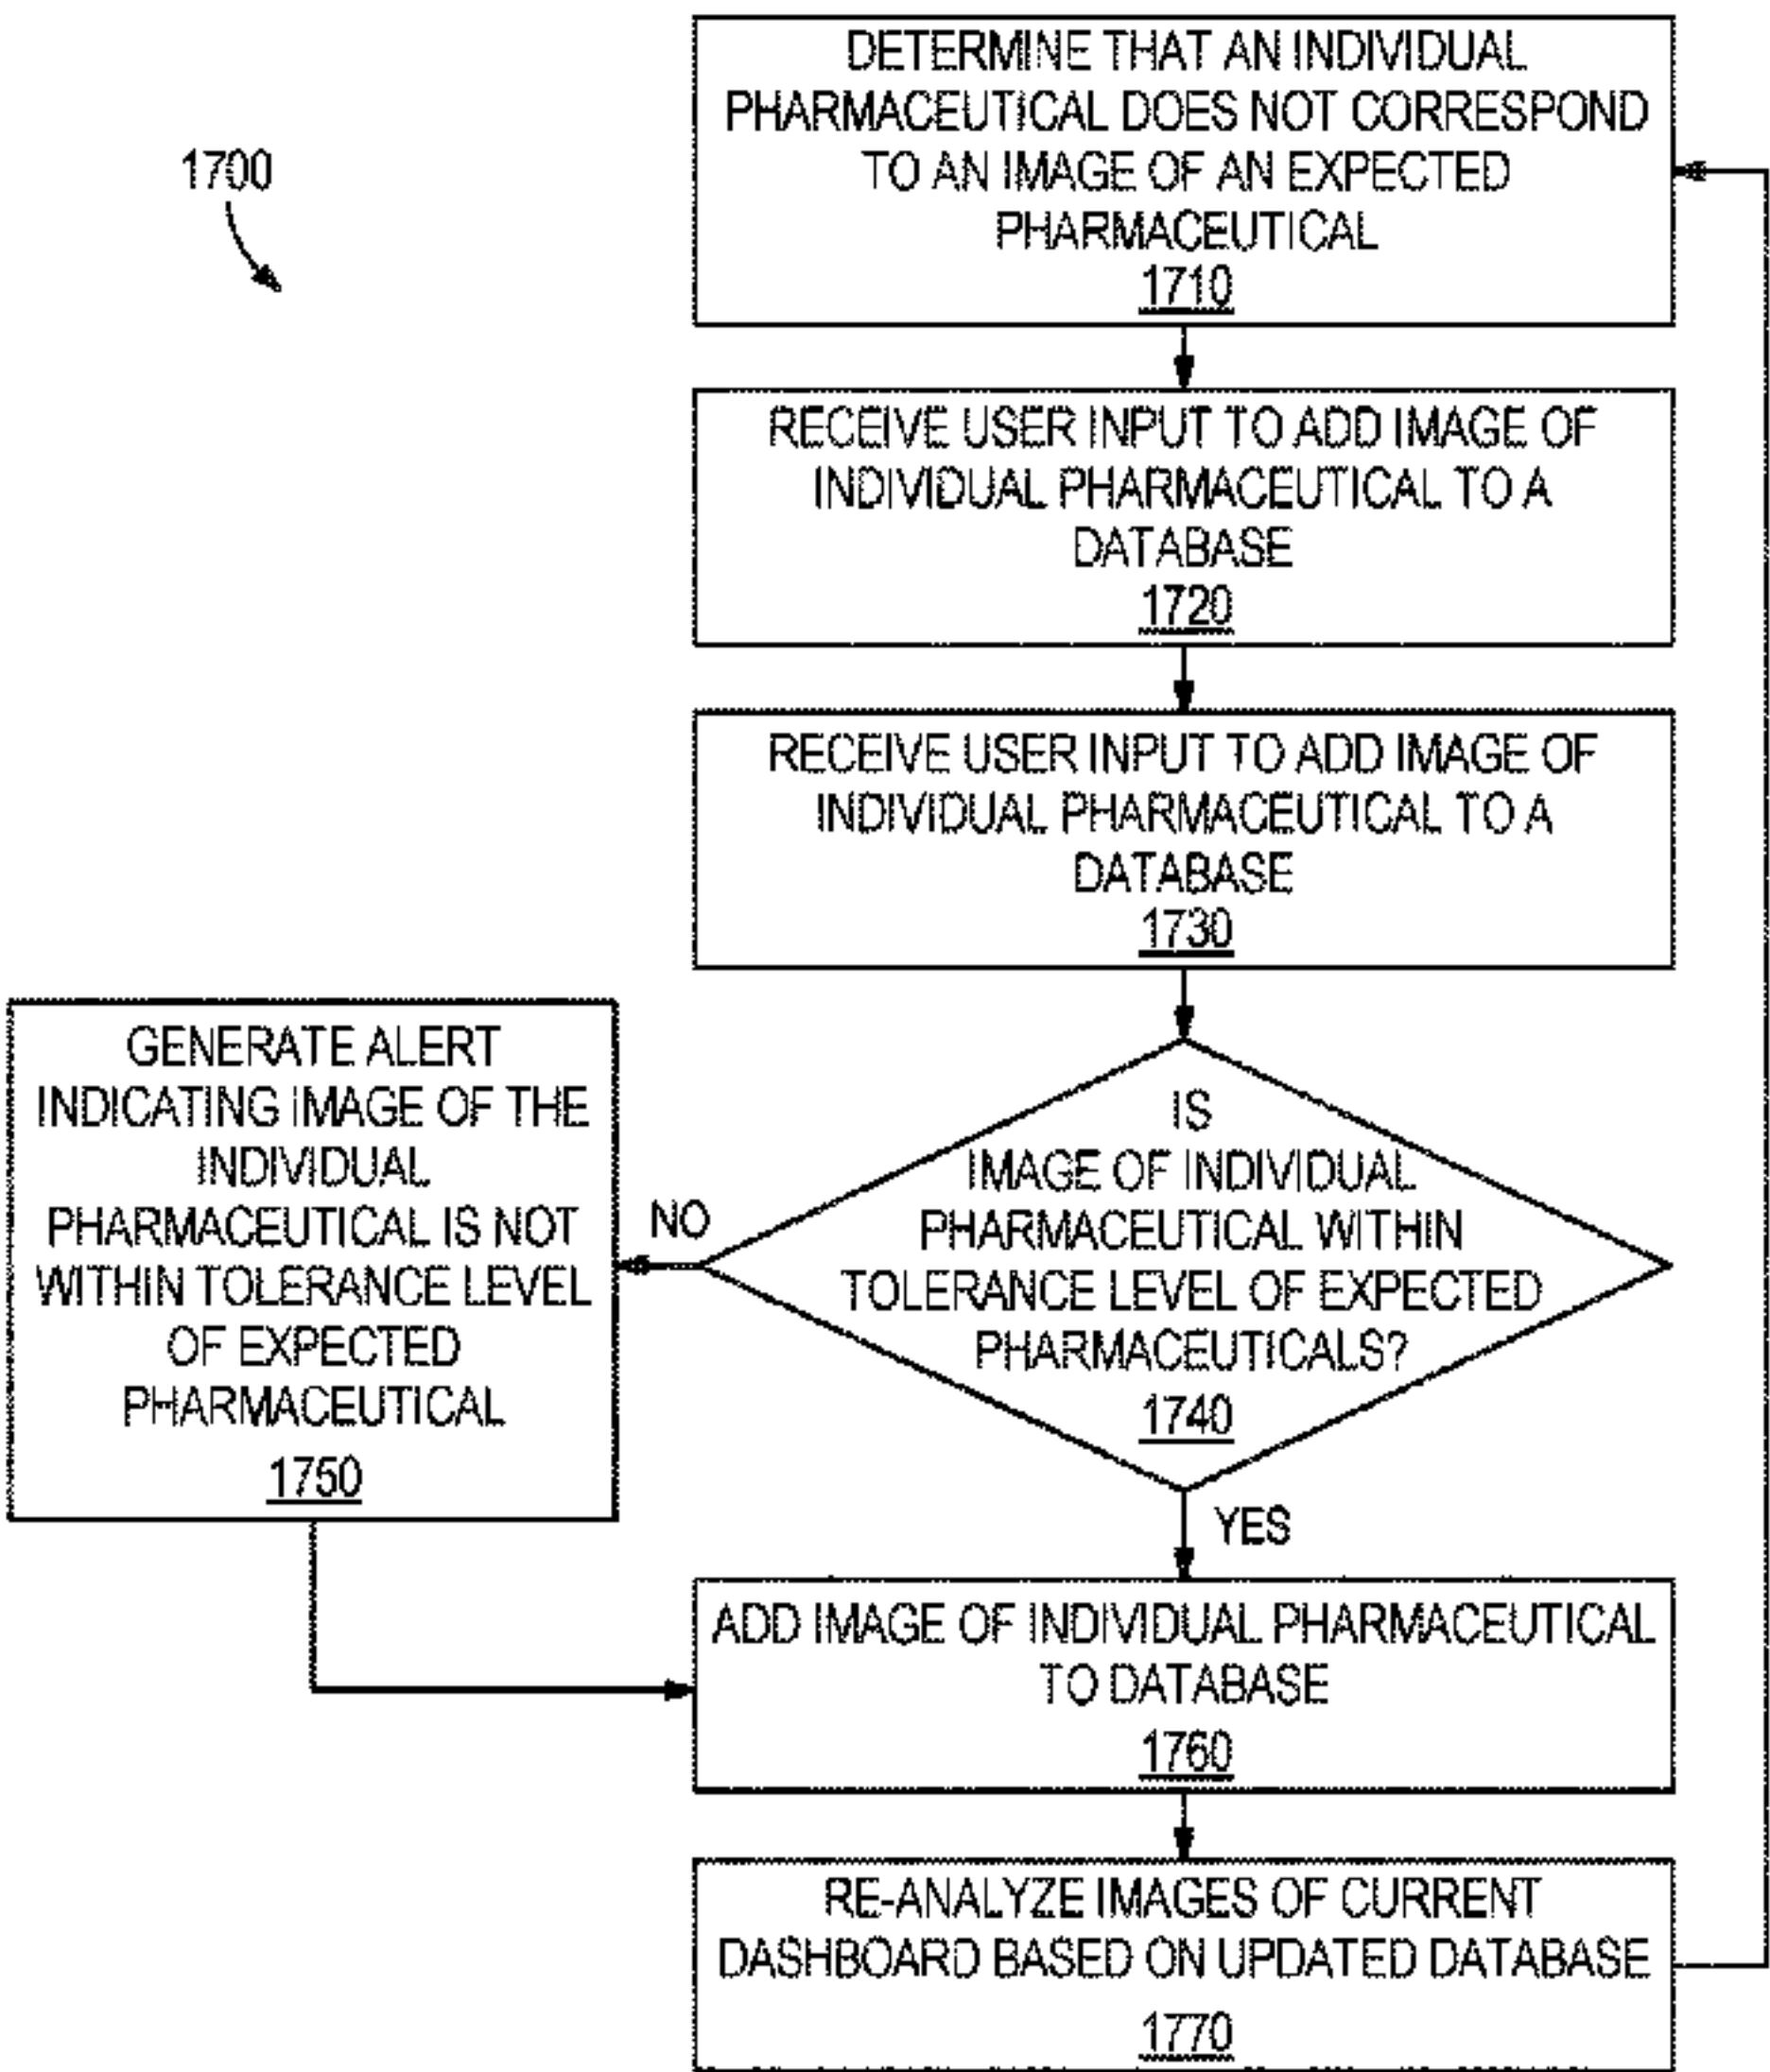 1700
DETERMINE THAT AN INDIVIDUAL
PHARMACEUTICAL DOES NOT CORRESPOND
TO AN IMAGE OF AN EXPECTED
PHARMACEUTICAL
1710
RECEIVE USER INPUT TO ADD IMAGE OF
INDIVIDUAL PHARMACEUTICAL TO A
DATABASE
1720
RECEIVE USER INPUT TO ADD IMAGE OF
INDIVIDUAL PHARMACEUTICAL TO A
DATABASE
1730
IS
IMAGE OF INDIVIDUAL
PHARMACEUTICAL WITHIN
TOLERANCE LEVEL OF EXPECTED
PHARMACEUTICALS?
1740
NO
GENERATE ALERT
INDICATING IMAGE OF THE
INDIVIDUAL
PHARMACEUTICAL IS NOT
WITHIN TOLERANCE LEVEL
OF EXPECTED
PHARMACEUTICAL
1750
YES
ADD IMAGE OF INDIVIDUAL PHARMACEUTICAL
TO DATABASE
1760
RE-ANALYZE IMAGES OF CURRENT
DASHBOARD BASED ON UPDATED DATABASE
1770